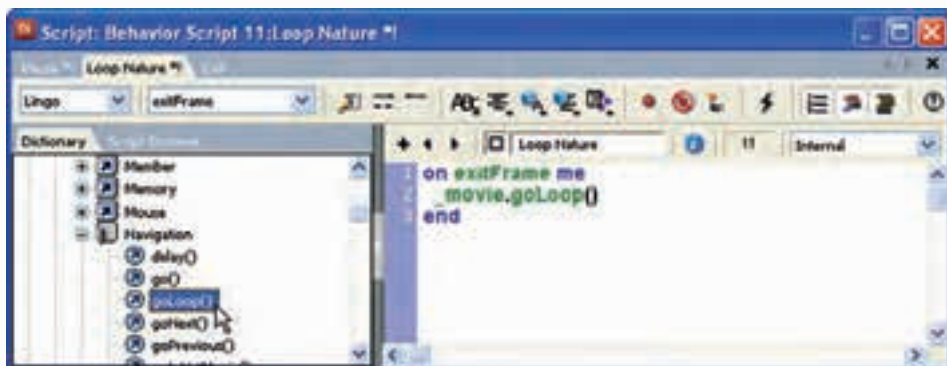 Script: Behavior Script 11:Loop Nature *!
Loop Nature *!
Lingo exitFrame
Dictionary
Loop Nature 11 Internal
Member
Memory
Mouse
Navigation
delay()
go()
goLoop()
goNext()
goPrevious()
1 on exitFrame me
2 _movie.goLoop()
3 end